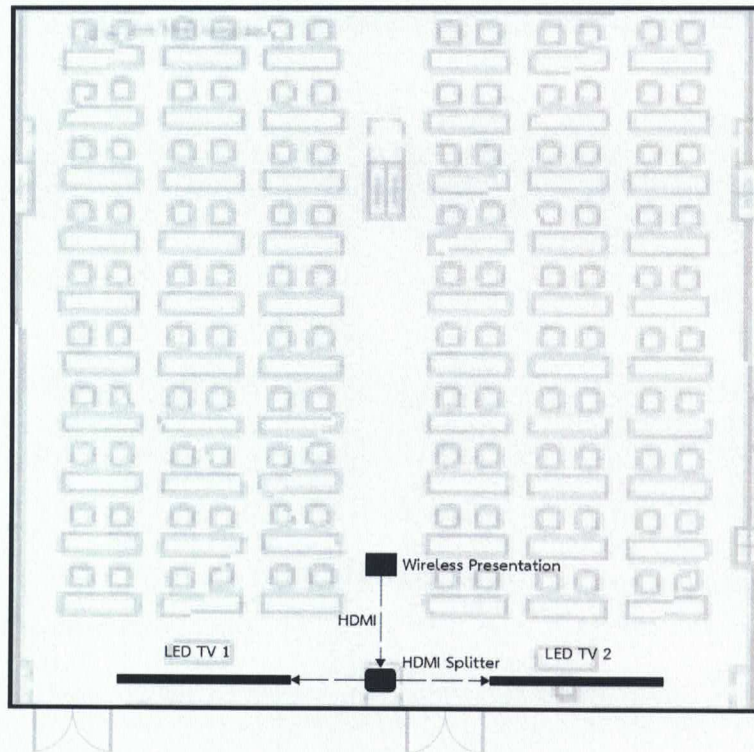 Wireless Presentation
HDMI
LED TV 1
HDMI Splitter
LED TV 2